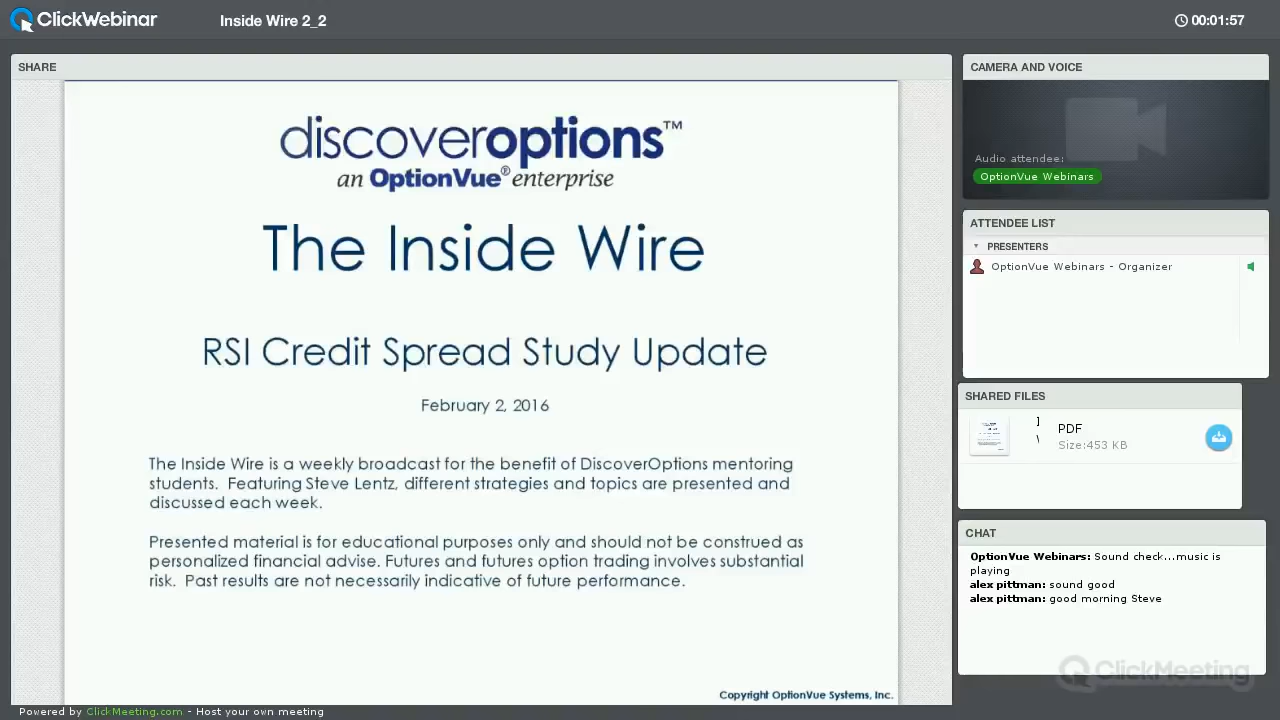 ClickWebinar
Inside Wire 2_2
00:01:57
SHARE
discoveroptions™
an OptionVue® enterprise
The Inside Wire
RSI Credit Spread Study Update
February 2, 2016
The Inside Wire is a weekly broadcast for the benefit of DiscoverOptions mentoring
students. Featuring Steve Lentz, different strategies and topics are presented and
discussed each week.
Presented material is for educational purposes only and should not be construed as
personalized financial advise. Futures and futures option trading involves substantial
risk. Past results are not necessarily indicative of future performance.
Copyright OptionVue Systems, Inc.
CAMERA AND VOICE
Audio attendee:
OptionVue Webinars
ATTENDEE LIST
PRESENTERS
OptionVue Webinars - Organizer
SHARED FILES
PDF
Size:453 KB
CHAT
OptionVue Webinars: Sound check...music is
playing
alex pittman: sound good
alex pittman: good morning Steve
ClickMeeting
Powered by ClickMeeting.com - Host your own meeting